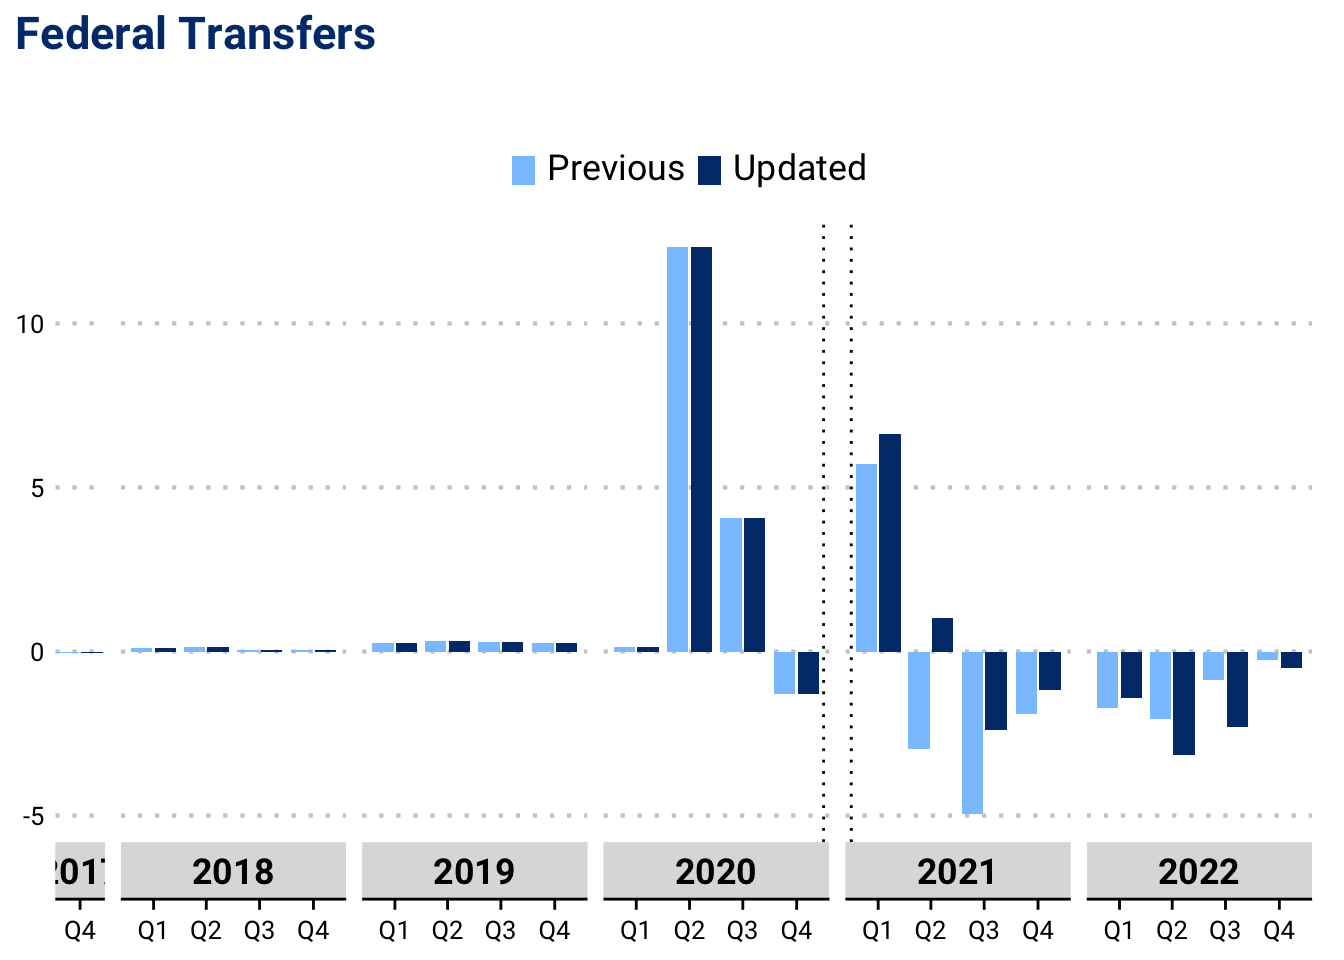 Federal Transfers
Previous Updated
10
5
0
-5
2018 2019 2020 2021 2022
Q4 Q1 Q2 Q3 Q4 Q1 Q2 Q3 Q4 Q1 Q2 Q3 Q4 Q1 Q2 Q3 Q4 Q1 Q2 Q3 Q4